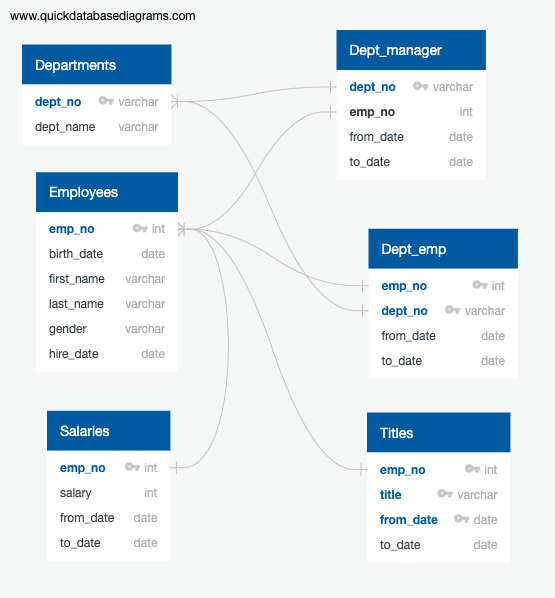 www.quickdatabasediagrams.com
Departments
dept_no varchar
dept_name varchar
Dept_manager
dept_no varchar
emp_no int
from_date date
to_date date
Employees
emp_no int
birth_date date
first_name varchar
last_name varchar
gender varchar
hire_date date
Dept_emp
emp_no int
dept_no varchar
from_date date
to_date date
Salaries
emp_no int
salary int
from_date date
to_date date
Titles
emp_no int
title varchar
from_date date
to_date date